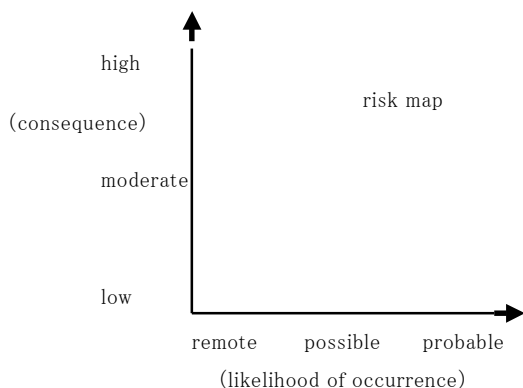 high
risk map
(consequence)
moderate
low
remote possible probable
(likelihood of occurrence)